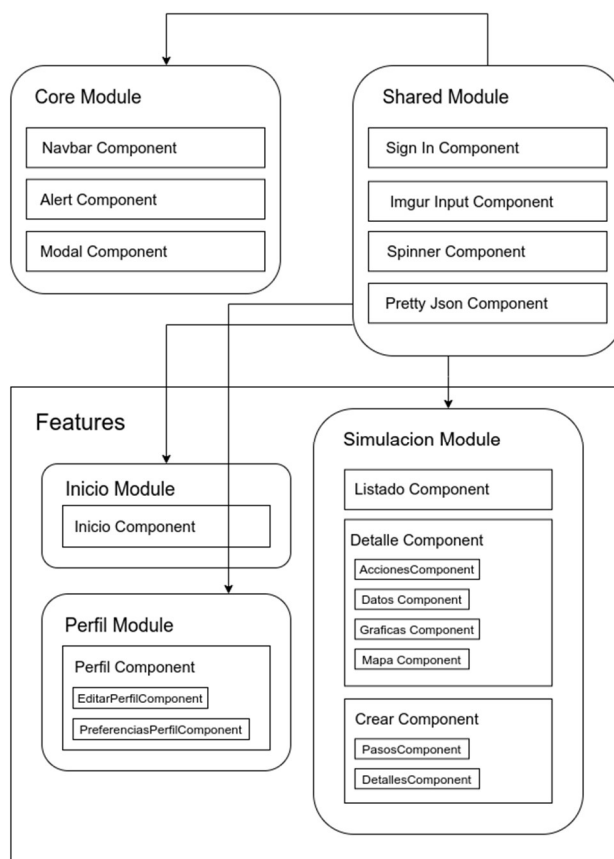 Core Module
Navbar Component
Alert Component
Modal Component
Shared Module
Sign In Component
Imgur Input Component
Spinner Component
Pretty Json Component
Features
Inicio Module
Inicio Component
Perfil Module
Perfil Component
EditarPerfilComponent
PreferenciasPerfilComponent
Simulacion Module
Listado Component
Detalle Component
AccionesComponent
Datos Component
Graficas Component
Mapa Component
Crear Component
PasosComponent
DetallesComponent